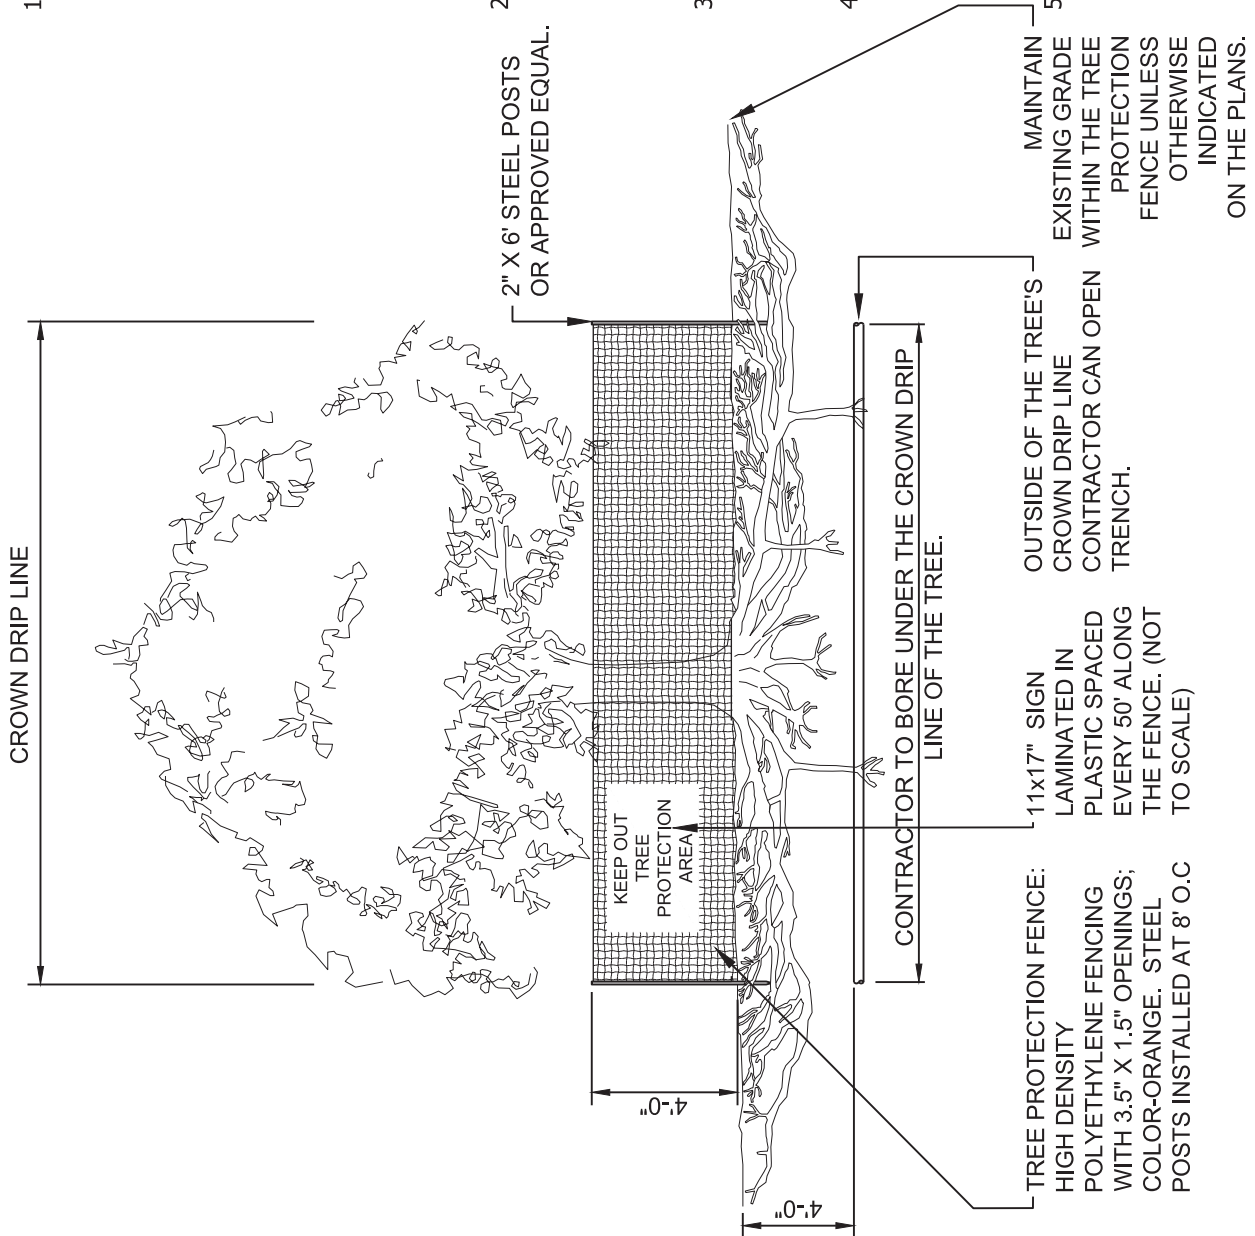 CROWN DRIP LINE
2" X 6' STEEL POSTS
OR APPROVED EQUAL.
KEEP OUT
TREE
PROTECTION
AREA
4'-0"
4'-0"
CONTRACTOR TO BORE UNDER THE CROWN DRIP
LINE OF THE TREE.
TREE PROTECTION FENCE:
HIGH DENSITY
POLYETHYLENE FENCING
WITH 3.5" X 1.5" OPENINGS;
COLOR-ORANGE. STEEL
POSTS INSTALLED AT 8' O.C
11x17" SIGN
LAMINATED IN
PLASTIC SPACED
EVERY 50' ALONG
THE FENCE. (NOT
TO SCALE)
OUTSIDE OF THE TREE'S
CROWN DRIP LINE
CONTRACTOR CAN OPEN
TRENCH.
MAINTAIN
EXISTING GRADE
WITHIN THE TREE
PROTECTION
FENCE UNLESS
OTHERWISE
INDICATED
ON THE PLANS.
1
2
3
4
5